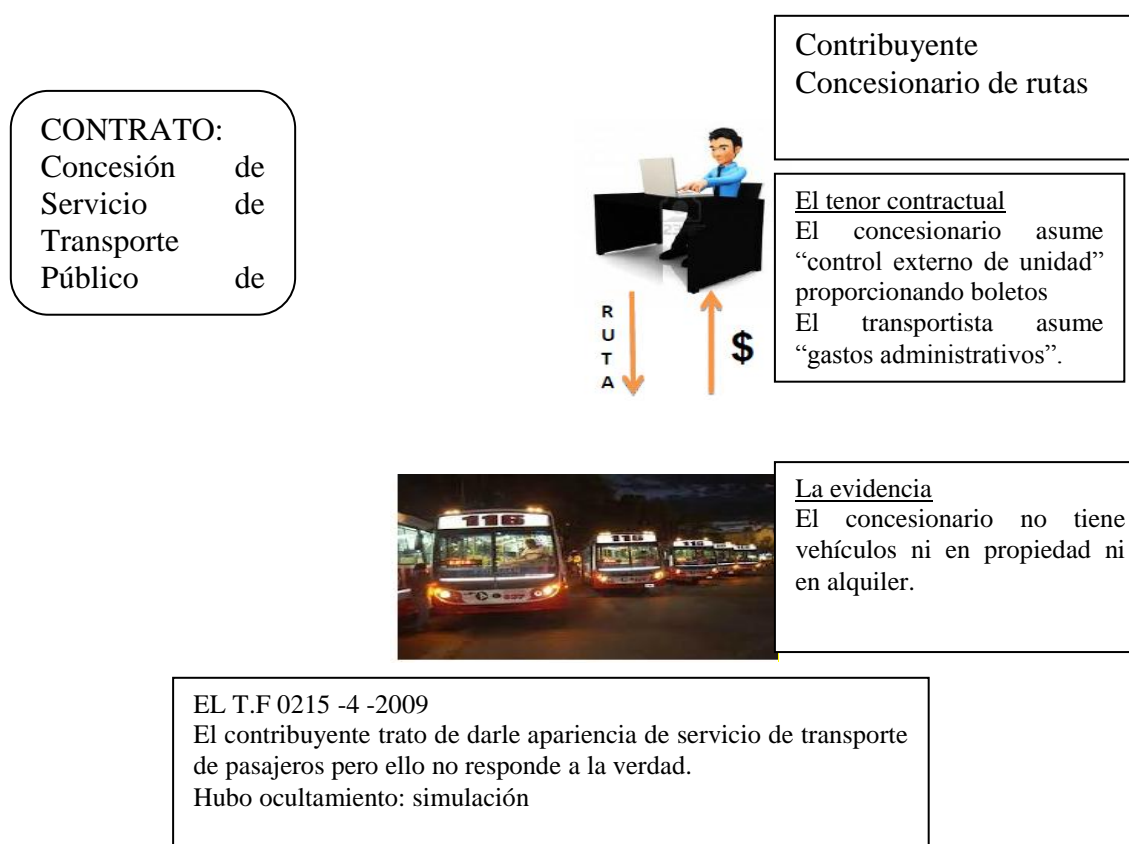 Contribuyente
Concesionario de rutas
CONTRATO:
Concesión de
Servicio de
Transporte
Público de
El tenor contractual
El concesionario asume
“control externo de unidad”
proporcionando boletos
El transportista asume
“gastos administrativos”.
R
U
T
A
$
La evidencia
El concesionario no tiene
vehículos ni en propiedad ni
en alquiler.
116
116
116
EL T.F 0215 -4 -2009
El contribuyente trato de darle apariencia de servicio de transporte
de pasajeros pero ello no responde a la verdad.
Hubo ocultamiento: simulación